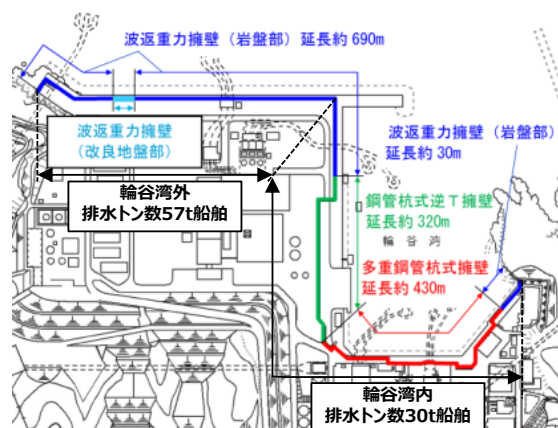 波返重力擁壁（岩盤部）延長約690m
波返重力擁壁
（改良地盤部）
波返重力擁壁（岩盤部）
延長約30m
輪谷湾外
排水トン数57t船舶
鋼管杭式逆T擁壁
延長約320m
輪谷湾
多重鋼管杭式擁壁
延長約430m
輪谷湾内
排水トン数30t船舶